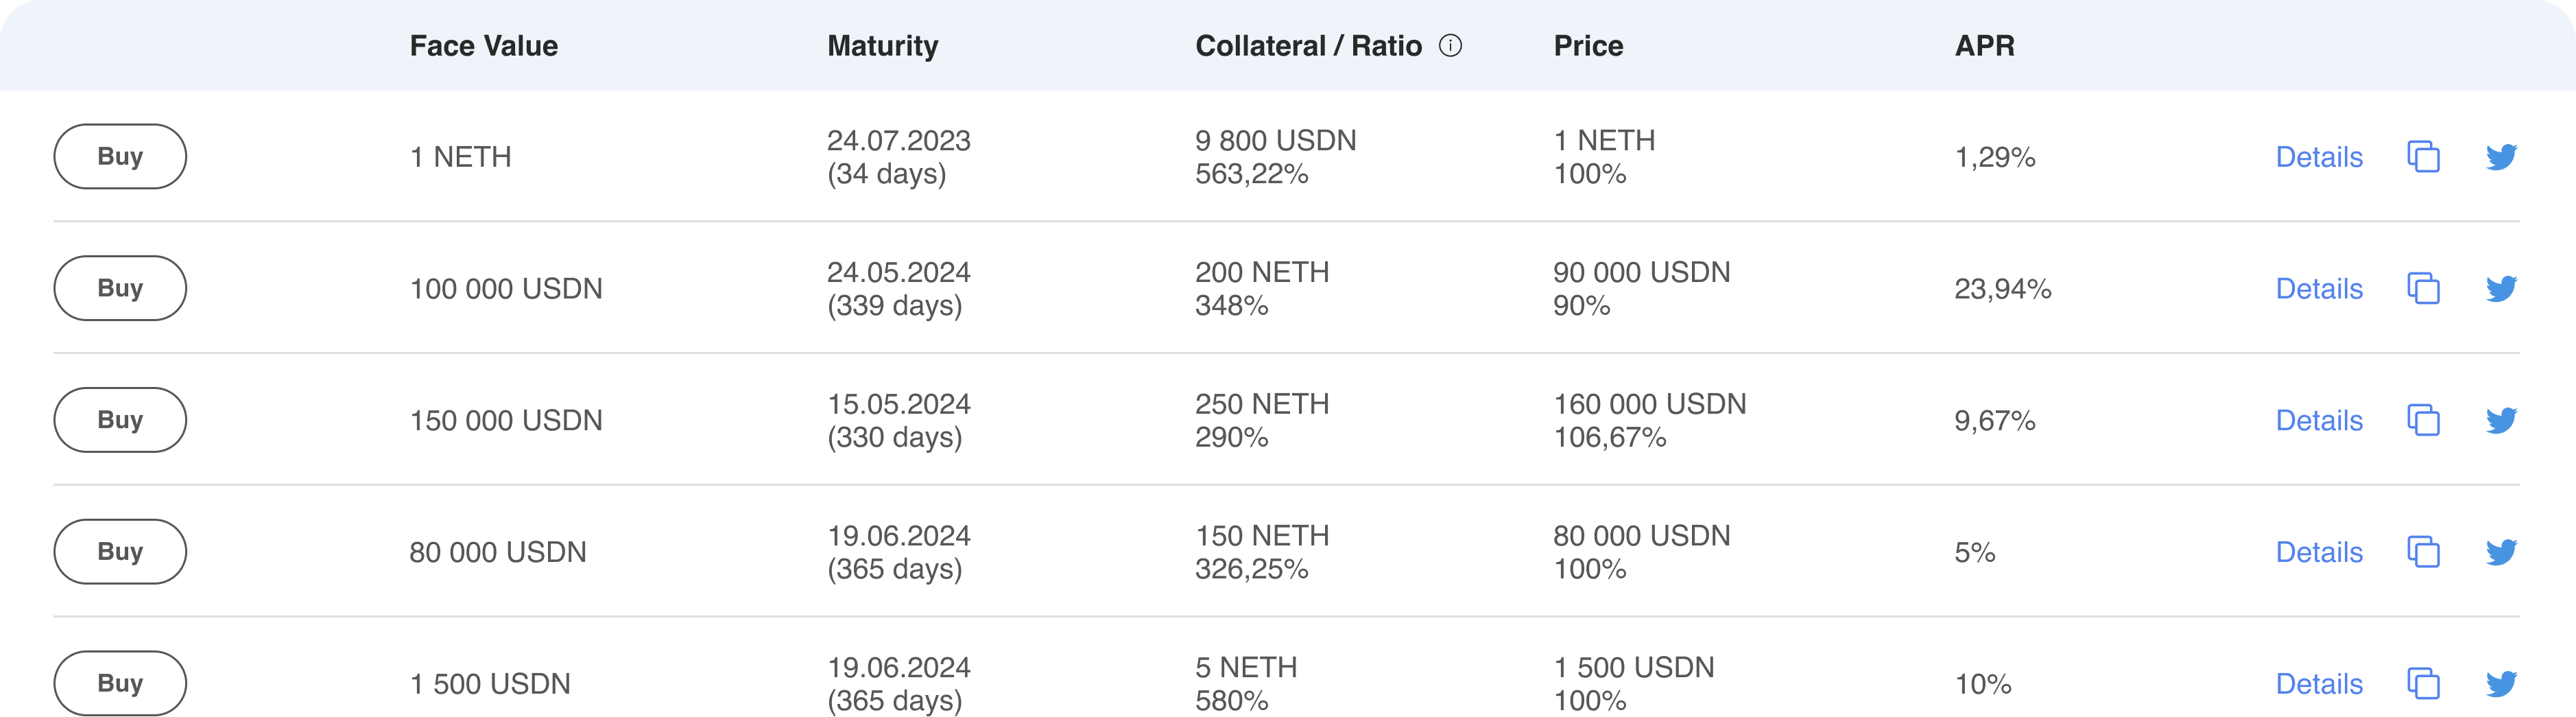 Face Value Maturity Collateral / Ratio Price APR
Buy 1 NETH 24.07.2023 9 800 USDN 1 NETH 1,29% Details
(34 days) 563,22% 100%
Buy 100 000 USDN 24.05.2024 200 NETH 90 000 USDN 23,94% Details
(339 days) 348% 90%
Buy 150 000 USDN 15.05.2024 250 NETH 160 000 USDN 9,67% Details
(330 days) 290% 106,67%
Buy 80 000 USDN 19.06.2024 150 NETH 80 000 USDN 5% Details
(365 days) 326,25% 100%
Buy 1 500 USDN 19.06.2024 5 NETH 1 500 USDN 10% Details
(365 days) 580% 100%